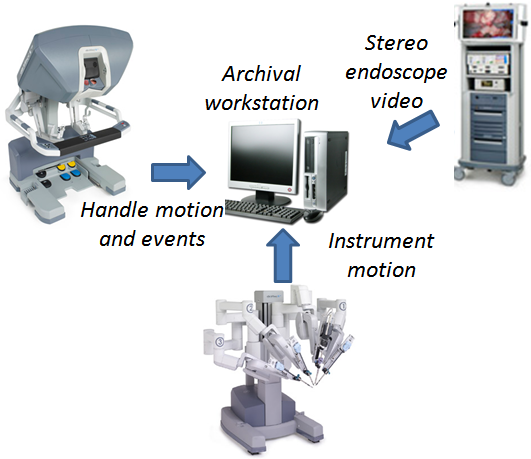 Stereo
endoscope
video
Archival
workstation
Handle motion
and events
Instrument
motion